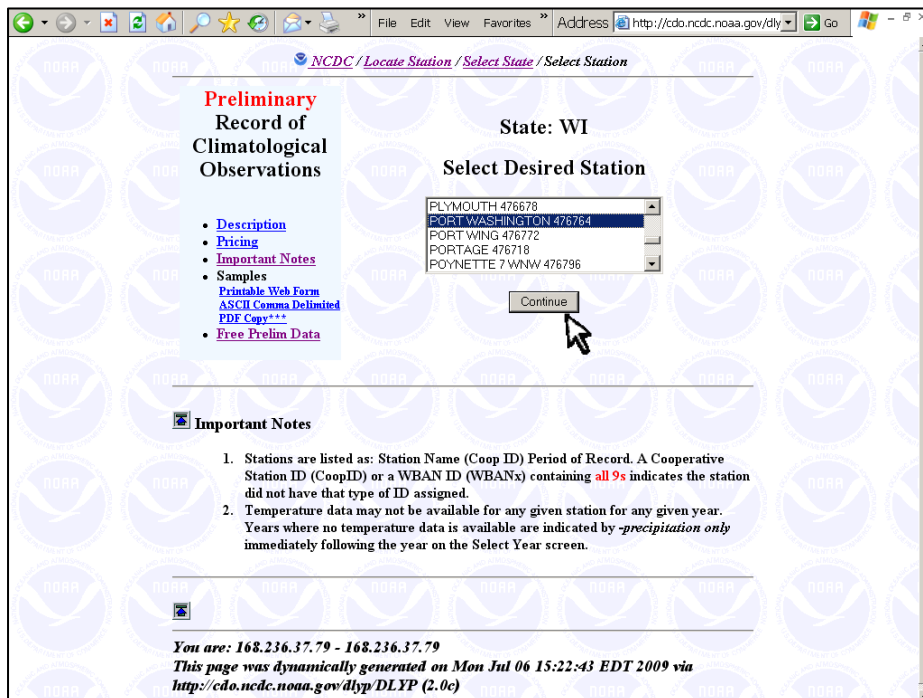 » File Edit View Favorites » Address http://cdo.ncdc.noaa.gov/dly Go
NCDC / Locate Station / Select State / Select Station
Preliminary
Record of
Climatological
Observations
• Description
• Pricing
• Important Notes
• Samples
Printable Web Form
ASCII Comma Delimited
PDF Copy***
• Free Prelim Data
State: WI
Select Desired Station
PLYMOUTH 476678
PORT WASHINGTON 476764
PORT WING 476772
PORTAGE 476718
POYNETTE 7 WNW 476796
Continue
Important Notes
1. Stations are listed as: Station Name (Coop ID) Period of Record. A Cooperative
Station ID (CoopID) or a WBAN ID (WBANx) containing all 9s indicates the station
did not have that type of ID assigned.
2. Temperature data may not be available for any given station for any given year.
Years where no temperature data is available are indicated by -precipitation only
immediately following the year on the Select Year screen.
You are: 168.236.37.79 - 168.236.37.79
This page was dynamically generated on Mon Jul 06 15:22:43 EDT 2009 via
http://cdo.ncdc.noaa.gov/dlyp/DLYP (2.0c)